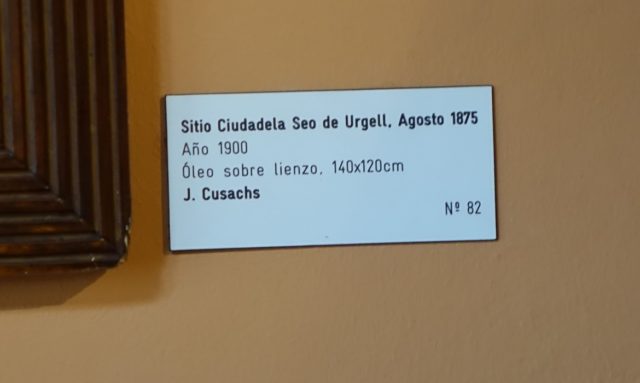 Sitio Ciudadela Seo de Urgell, Agosto 1875
Año 1900
Óleo sobre lienzo, 140x120cm
J. Cusachs
Nº 82